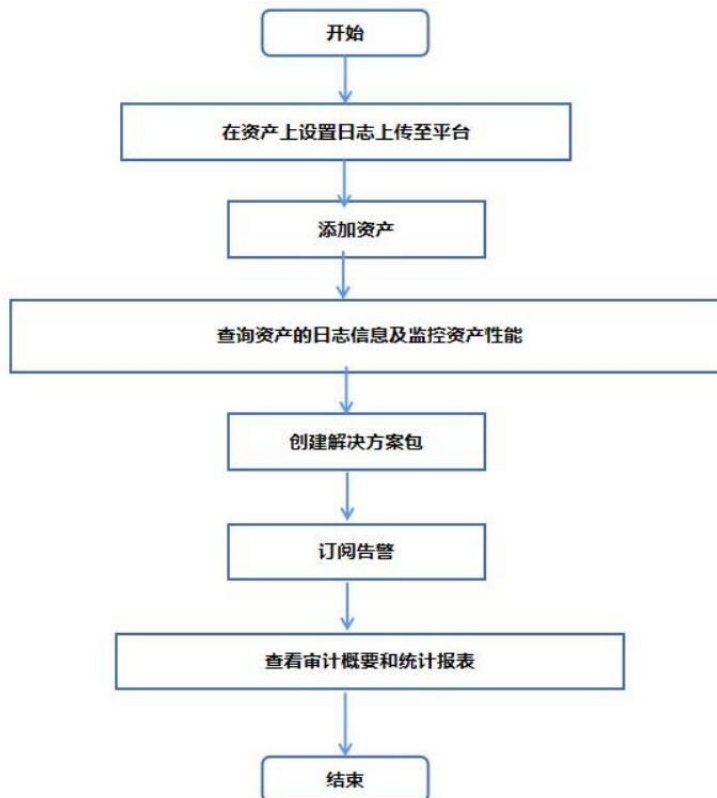 开始
在资产上设置日志上传至平台
添加资产
查询资产的日志信息及监控资产性能
创建解决方案包
订阅告警
查看审计概要和统计报表
结束